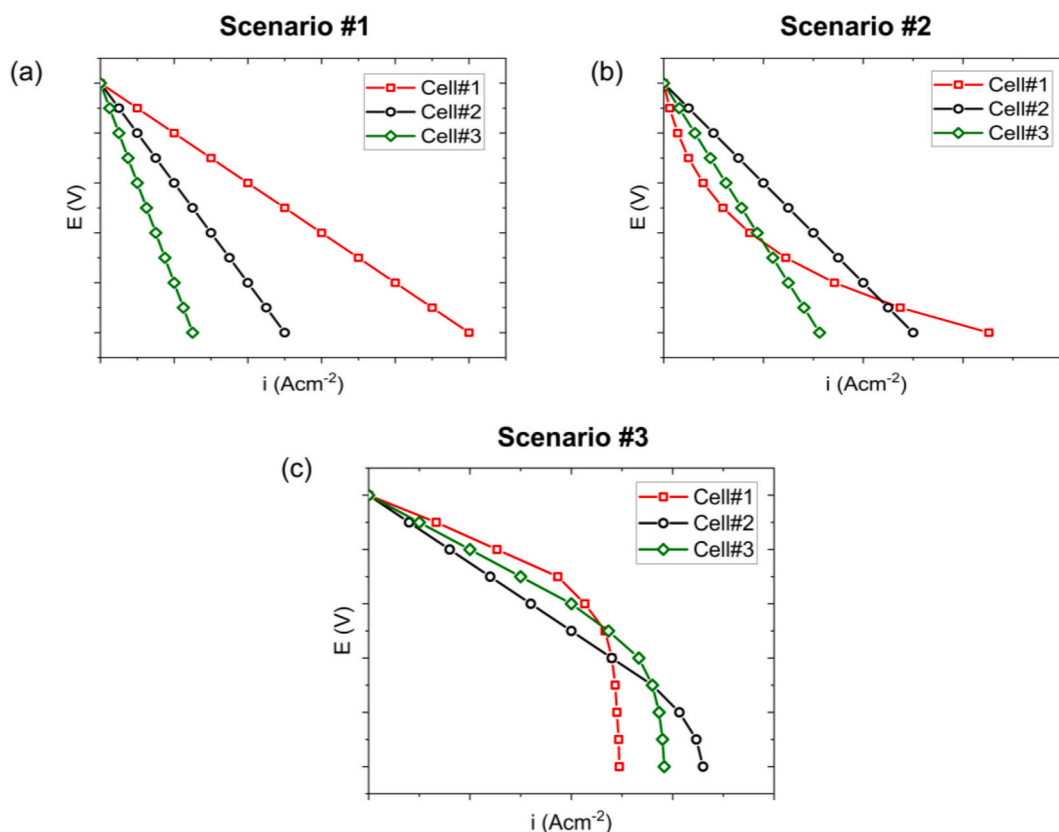 Scenario #1
(a)
Cell#1
Cell#2
Cell#3
E (V)
i (Acm-2)
Scenario #2
(b)
Cell#1
Cell#2
Cell#3
E (V)
i (Acm-2)
Scenario #3
(c)
Cell#1
Cell#2
Cell#3
E (V)
i (Acm-2)